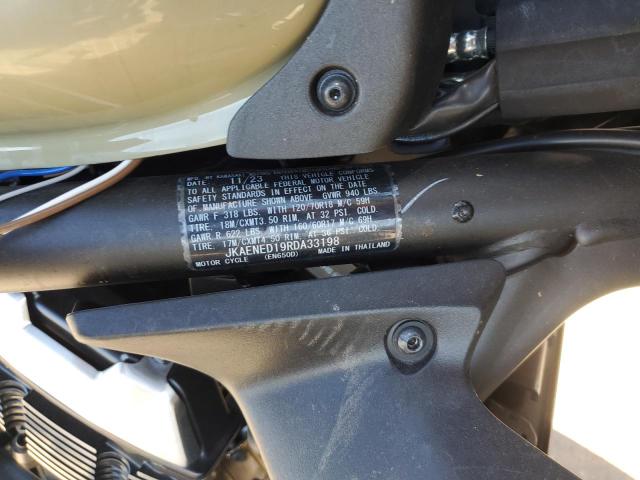 DATE 11/23 THIS VEHICLE CONFORMS
TO ALL APPLICABLE FEDERAL MOTOR VEHICLE
SAFETY STANDARDS IN EFFECT ON THE DATE
OF MANUFACTURE SHOWN ABOVE. GVWR 940 LBS.
GAWR F 318 LBS. WITH 120/70R18 M/C 59H
TIRE. 18M/CXMT3.50 RIM. AT 32 PSI. COLD.
GAWR R 622 LBS. WITH 160/60R17 M/C 69H
TIRE. 17M/CXMT4.50 RIM. AT 36 PSI. COLD.
JKAENED19RDA33198
MOTOR CYCLE (EN650D) MADE IN THAILAND